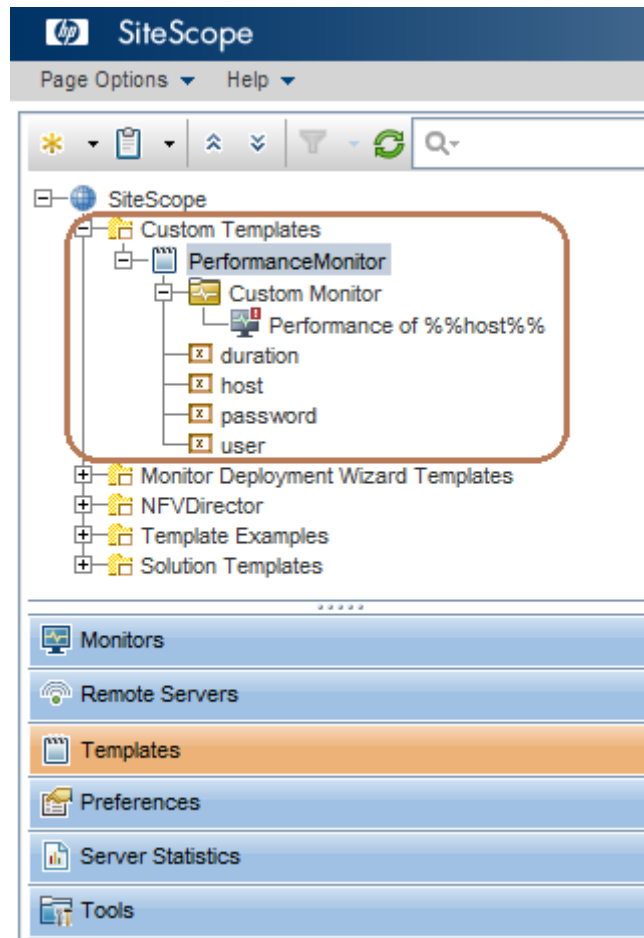 hp SiteScope
Page Options Help
SiteScope
Custom Templates
PerformanceMonitor
Custom Monitor
Performance of %%host%%
duration
host
password
user
Monitor Deployment Wizard Templates
NFVDirector
Template Examples
Solution Templates
Monitors
Remote Servers
Templates
Preferences
Server Statistics
Tools